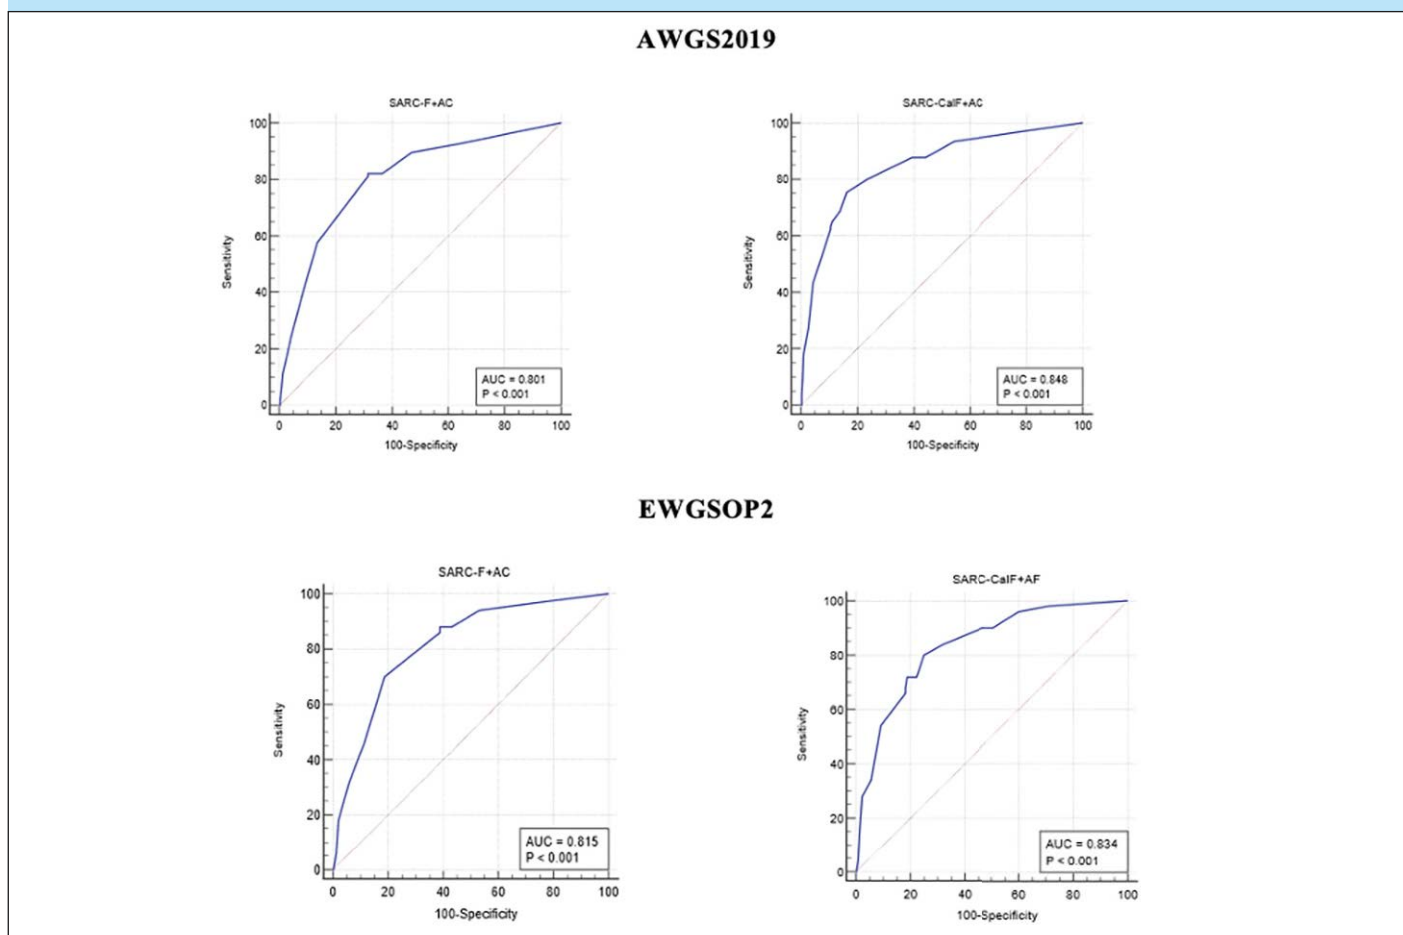 AWGS2019
SARC-F+AC
100
80
60
40
20
0
Sensitivity
AUC = 0.801
P < 0.001
0 20 40 60 80 100
100-Specificity
SARC-CalF+AC
100
80
60
40
20
0
Sensitivity
AUC = 0.848
P < 0.001
0 20 40 60 80 100
100-Specificity
EWGSOP2
SARC-F+AC
100
80
60
40
20
0
Sensitivity
AUC = 0.815
P < 0.001
0 20 40 60 80 100
100-Specificity
SARC-CalF+AF
100
80
60
40
20
0
Sensitivity
AUC = 0.834
P < 0.001
0 20 40 60 80 100
100-Specificity